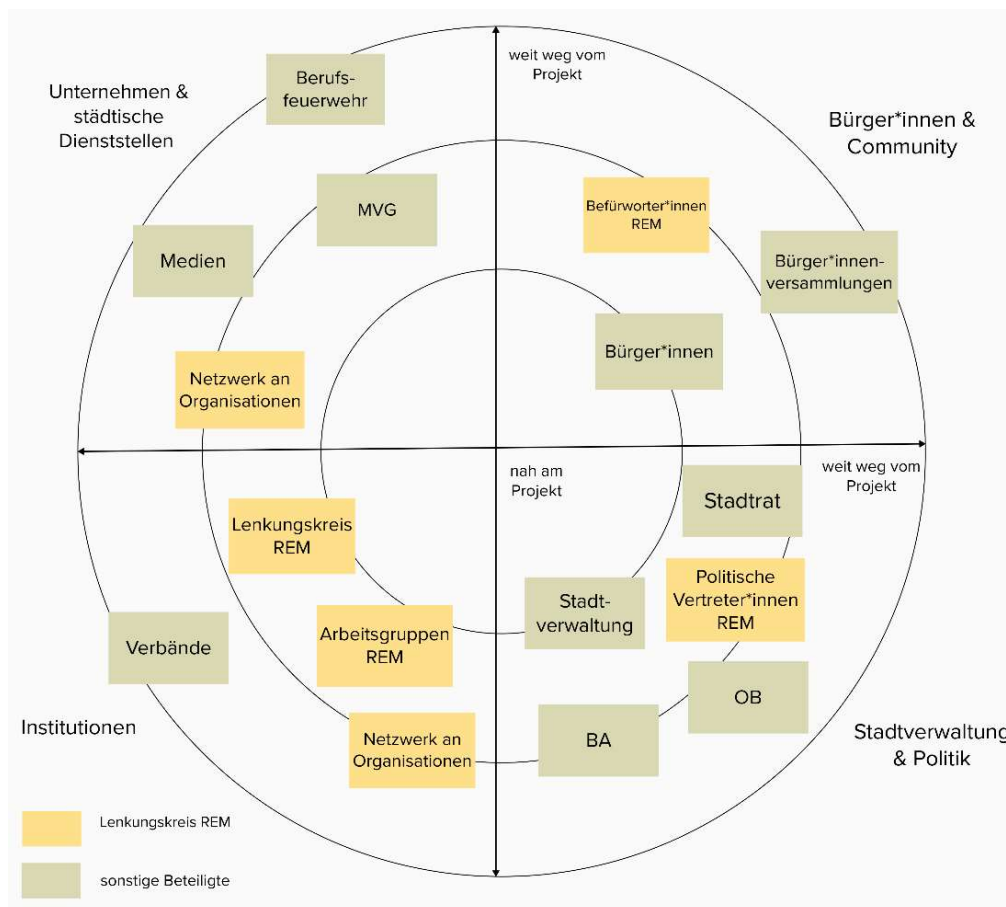 weit weg vom
Projekt
Unternehmen &
städtische
Dienststellen
Berufs-
feuerwehr
Bürger*innen &
Community
MVG
Befürworter*innen
REM
Medien
Bürger*innen-
versammlungen
Bürger*innen
Netzwerk an
Organisationen
nah am
Projekt
weit weg vom
Projekt
Stadtrat
Lenkungskreis
REM
Politische
Vertreter*innen
REM
Stadt-
verwaltung
Arbeitsgruppen
REM
Verbände
OB
Institutionen
Netzwerk an
Organisationen
BA
Stadtverwaltung
& Politik
Lenkungskreis REM
sonstige Beteiligte